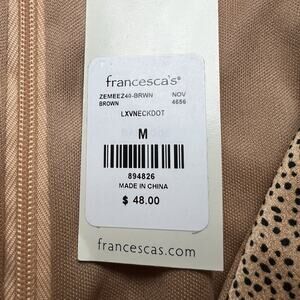 francesca's®
ZEMEEZ40-BRWN NOV
BROWN 4656
LXVNECKDOT
M
894826
MADE IN CHINA
$ 48.00
francescas.com